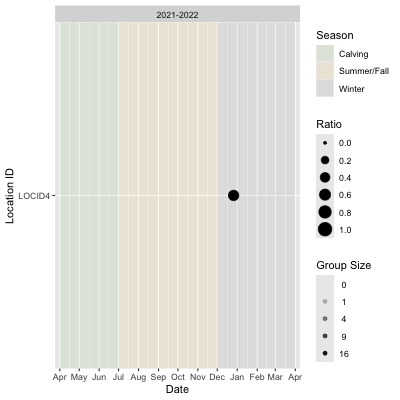 2021-2022
Location ID
LOCID4
Apr May Jun Jul Aug Sep Oct Nov Dec Jan Feb Mar Apr
Date
Season
Calving
Summer/Fall
Winter
Ratio
0.0
0.2
0.4
0.6
0.8
1.0
Group Size
0
1
4
9
16